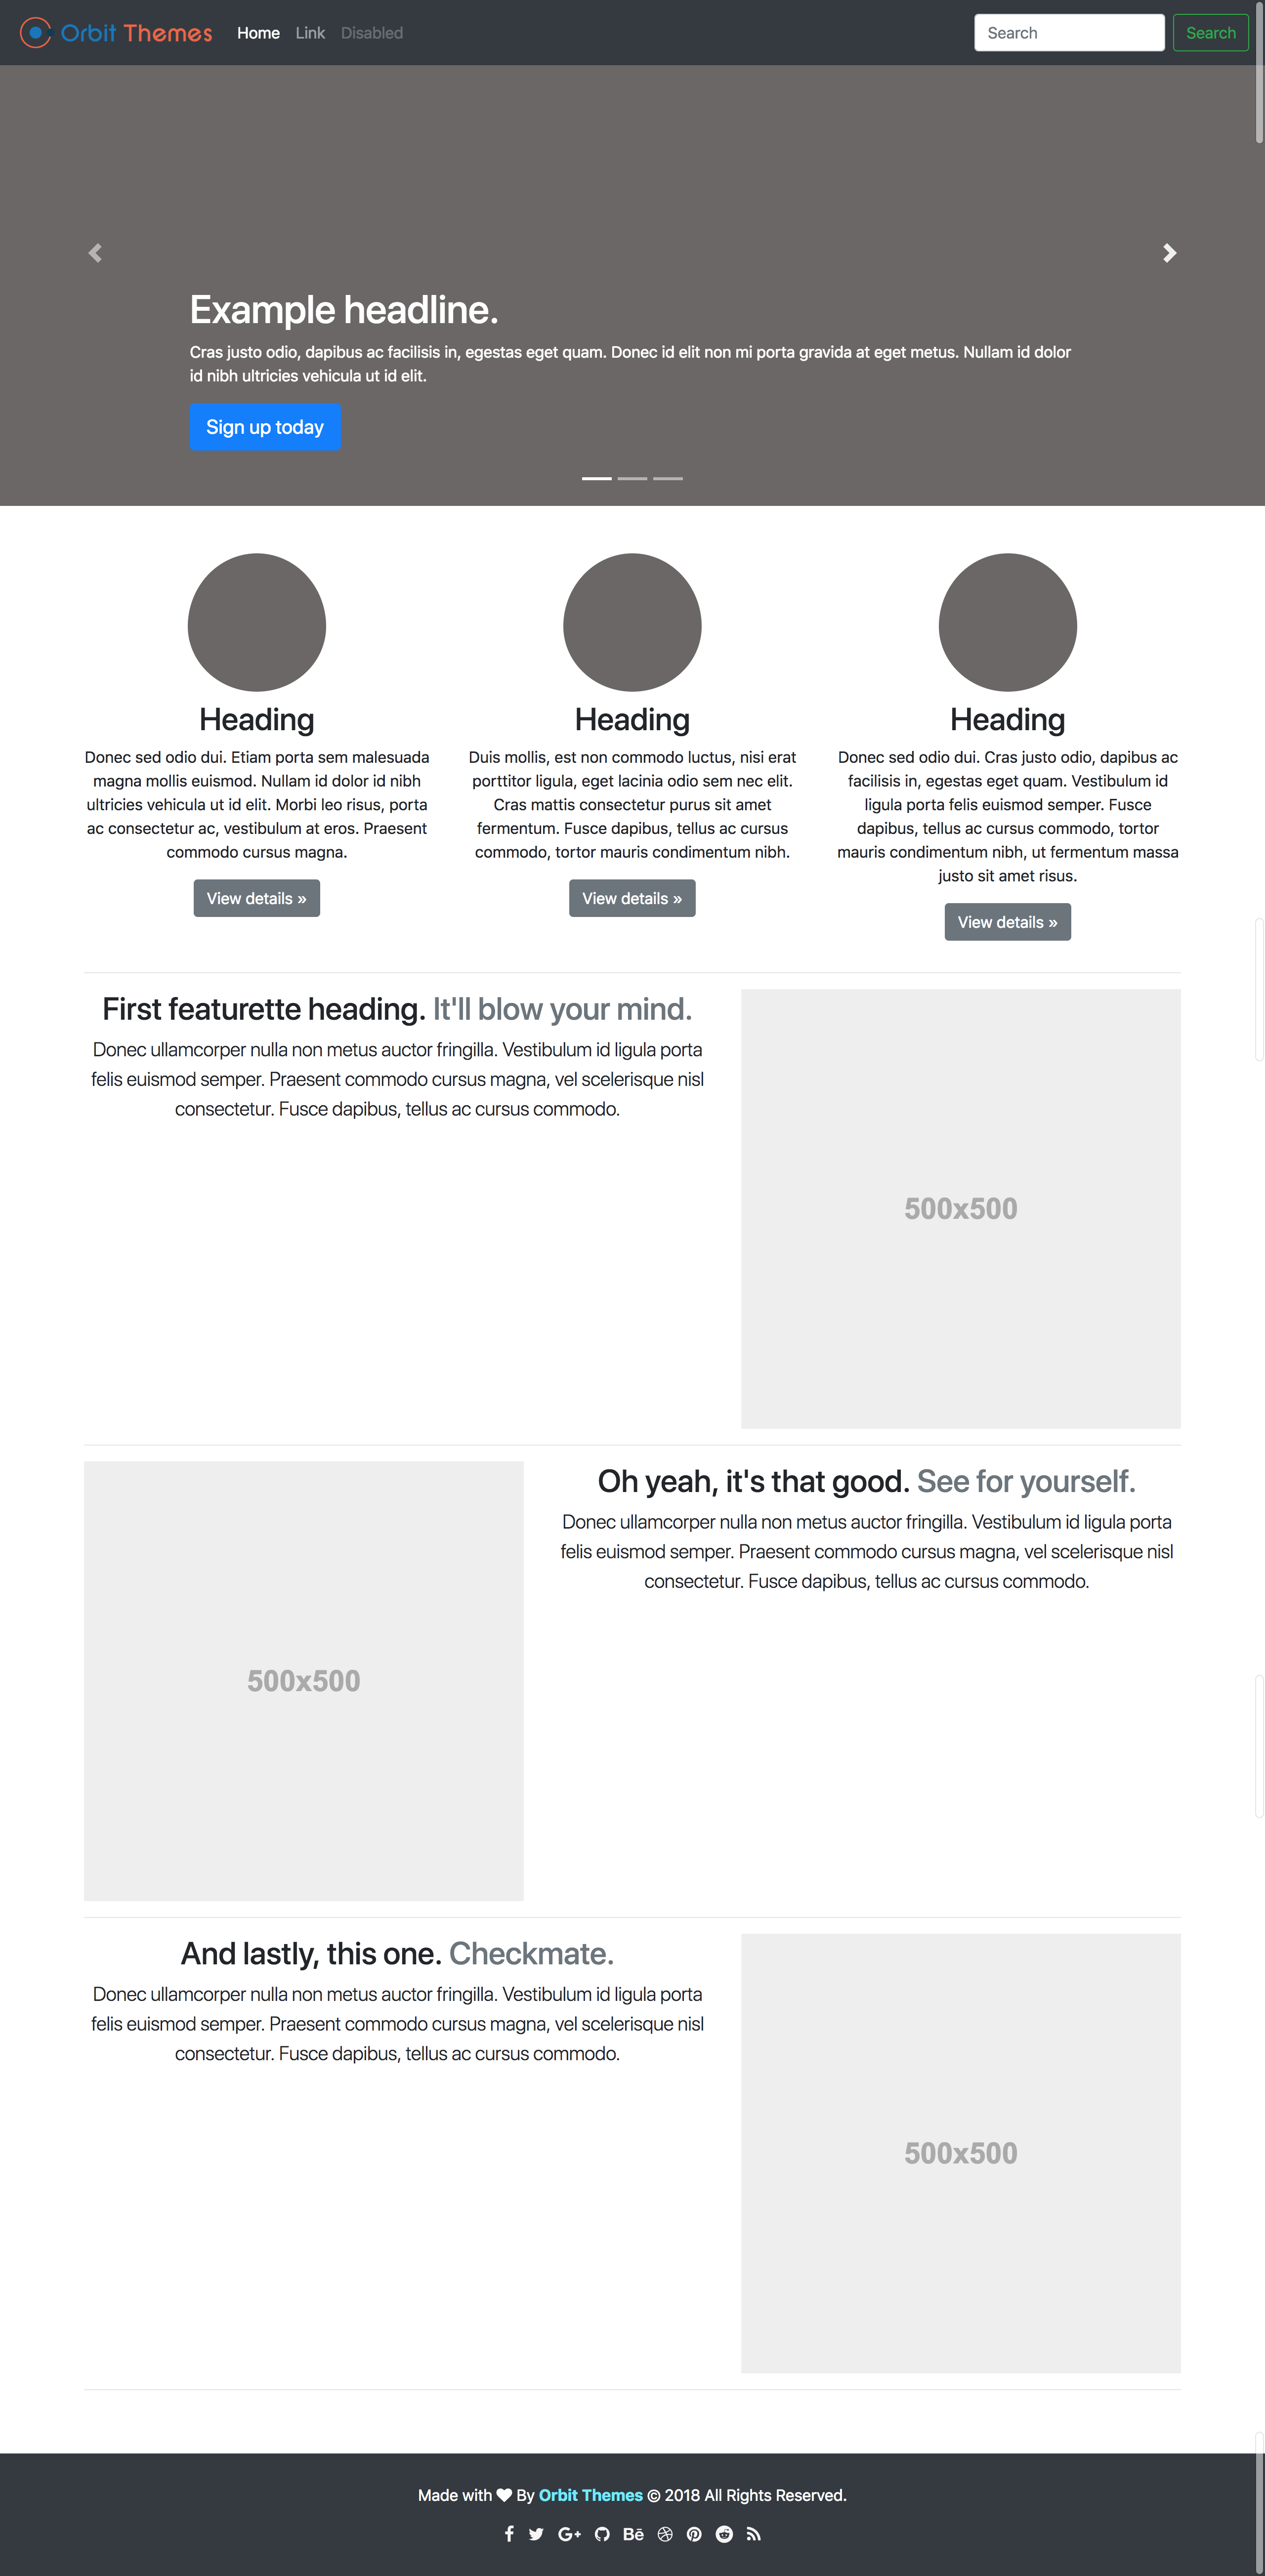 Orbit Themes Home Link Disabled Search Search
Example headline.
Cras justo odio, dapibus ac facilisis in, egestas eget quam. Donec id elit non mi porta gravida at eget metus. Nullam id dolor
id nibh ultricies vehicula ut id elit.
Sign up today
Heading
Donec sed odio dui. Etiam porta sem malesuada
magna mollis euismod. Nullam id dolor id nibh
ultricies vehicula ut id elit. Morbi leo risus, porta
ac consectetur ac, vestibulum at eros. Praesent
commodo cursus magna.
View details »
Heading
Duis mollis, est non commodo luctus, nisi erat
porttitor ligula, eget lacinia odio sem nec elit.
Cras mattis consectetur purus sit amet
fermentum. Fusce dapibus, tellus ac cursus
commodo, tortor mauris condimentum nibh.
View details »
Heading
Donec sed odio dui. Cras justo odio, dapibus ac
facilisis in, egestas eget quam. Vestibulum id
ligula porta felis euismod semper. Fusce
dapibus, tellus ac cursus commodo, tortor
mauris condimentum nibh, ut fermentum massa
justo sit amet risus.
View details »
First featurette heading. It'll blow your mind.
Donec ullamcorper nulla non metus auctor fringilla. Vestibulum id ligula porta
felis euismod semper. Praesent commodo cursus magna, vel scelerisque nisl
consectetur. Fusce dapibus, tellus ac cursus commodo.
500x500
500x500
Oh yeah, it's that good. See for yourself.
Donec ullamcorper nulla non metus auctor fringilla. Vestibulum id ligula porta
felis euismod semper. Praesent commodo cursus magna, vel scelerisque nisl
consectetur. Fusce dapibus, tellus ac cursus commodo.
And lastly, this one. Checkmate.
Donec ullamcorper nulla non metus auctor fringilla. Vestibulum id ligula porta
felis euismod semper. Praesent commodo cursus magna, vel scelerisque nisl
consectetur. Fusce dapibus, tellus ac cursus commodo.
500x500
Made with ♥ By Orbit Themes © 2018 All Rights Reserved.
G+ Bē